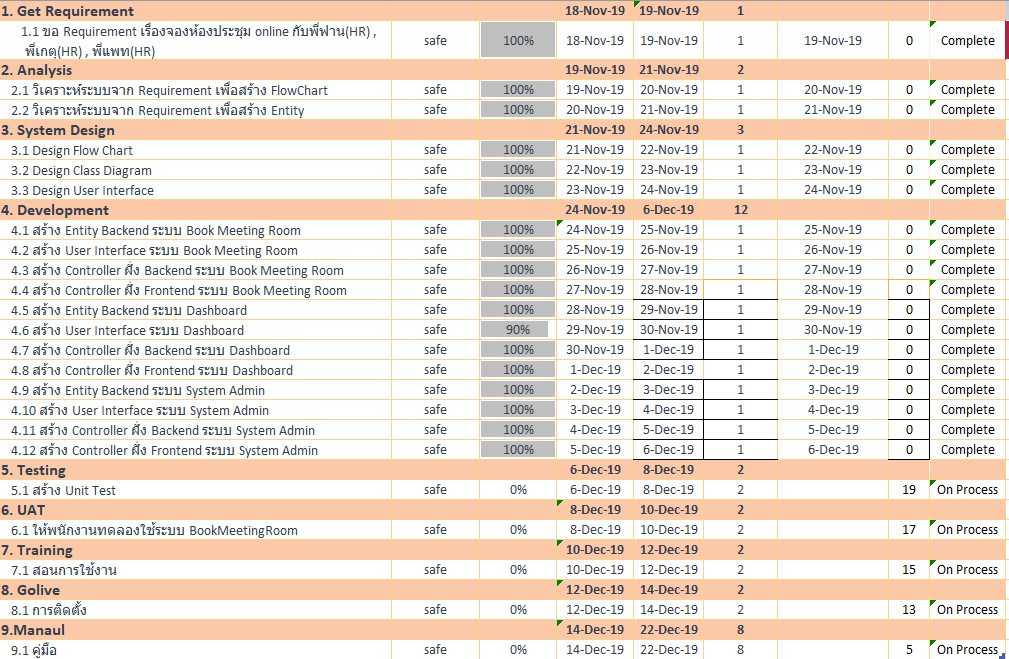 1. Get Requirement 18-Nov-19 19-Nov-19 1
1.1 ขอ Requirement เรื่องจองห้องประชุม online กับพี่ฟาน(HR) ,
พี่เกตุ(HR) , พี่แพท(HR) safe 100% 18-Nov-19 19-Nov-19 1 19-Nov-19 0 Complete
2. Analysis 19-Nov-19 21-Nov-19 2
2.1 วิเคราะห์ระบบจาก Requirement เพื่อสร้าง FlowChart safe 100% 19-Nov-19 20-Nov-19 1 20-Nov-19 0 Complete
2.2 วิเคราะห์ระบบจาก Requirement เพื่อสร้าง Entity safe 100% 20-Nov-19 21-Nov-19 1 21-Nov-19 0 Complete
3. System Design 21-Nov-19 24-Nov-19 3
3.1 Design Flow Chart safe 100% 21-Nov-19 22-Nov-19 1 22-Nov-19 0 Complete
3.2 Design Class Diagram safe 100% 22-Nov-19 23-Nov-19 1 23-Nov-19 0 Complete
3.3 Design User Interface safe 100% 23-Nov-19 24-Nov-19 1 24-Nov-19 0 Complete
4. Development 24-Nov-19 6-Dec-19 12
4.1 สร้าง Entity Backend ระบบ Book Meeting Room safe 100% 24-Nov-19 25-Nov-19 1 25-Nov-19 0 Complete
4.2 สร้าง User Interface ระบบ Book Meeting Room safe 100% 25-Nov-19 26-Nov-19 1 26-Nov-19 0 Complete
4.3 สร้าง Controller ฝั่ง Backend ระบบ Book Meeting Room safe 100% 26-Nov-19 27-Nov-19 1 27-Nov-19 0 Complete
4.4 สร้าง Controller ฝั่ง Frontend ระบบ Book Meeting Room safe 100% 27-Nov-19 28-Nov-19 1 28-Nov-19 0 Complete
4.5 สร้าง Entity Backend ระบบ Dashboard safe 100% 28-Nov-19 29-Nov-19 1 29-Nov-19 0 Complete
4.6 สร้าง User Interface ระบบ Dashboard safe 90% 29-Nov-19 30-Nov-19 1 30-Nov-19 0 Complete
4.7 สร้าง Controller ฝั่ง Backend ระบบ Dashboard safe 100% 30-Nov-19 1-Dec-19 1 1-Dec-19 0 Complete
4.8 สร้าง Controller ฝั่ง Frontend ระบบ Dashboard safe 100% 1-Dec-19 2-Dec-19 1 2-Dec-19 0 Complete
4.9 สร้าง Entity Backend ระบบ System Admin safe 100% 2-Dec-19 3-Dec-19 1 3-Dec-19 0 Complete
4.10 สร้าง User Interface ระบบ System Admin safe 100% 3-Dec-19 4-Dec-19 1 4-Dec-19 0 Complete
4.11 สร้าง Controller ฝั่ง Backend ระบบ System Admin safe 100% 4-Dec-19 5-Dec-19 1 5-Dec-19 0 Complete
4.12 สร้าง Controller ฝั่ง Frontend ระบบ System Admin safe 100% 5-Dec-19 6-Dec-19 1 6-Dec-19 0 Complete
5. Testing 6-Dec-19 8-Dec-19 2
5.1 สร้าง Unit Test safe 0% 6-Dec-19 8-Dec-19 2 19 On Process
6. UAT 8-Dec-19 10-Dec-19 2
6.1 ให้พนักงานทดลองใช้ระบบ BookMeetingRoom safe 0% 8-Dec-19 10-Dec-19 2 17 On Process
7. Training 10-Dec-19 12-Dec-19 2
7.1 สอนการใช้งาน safe 0% 10-Dec-19 12-Dec-19 2 15 On Process
8. Golive 12-Dec-19 14-Dec-19 2
8.1 การติดตั้ง safe 0% 12-Dec-19 14-Dec-19 2 13 On Process
9.Manaul 14-Dec-19 22-Dec-19 8
9.1 คู่มือ safe 0% 14-Dec-19 22-Dec-19 8 5 On Process